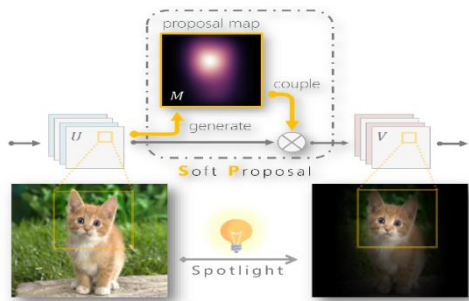 proposal map
M
couple
U
generate
V
Soft Proposal
Spotlight